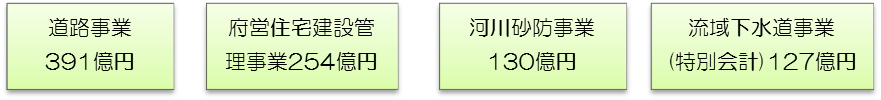 道路事業
391億円
府営住宅建設管
理事業254億円
河川砂防事業
130億円
流域下水道事業
(特別会計)127億円